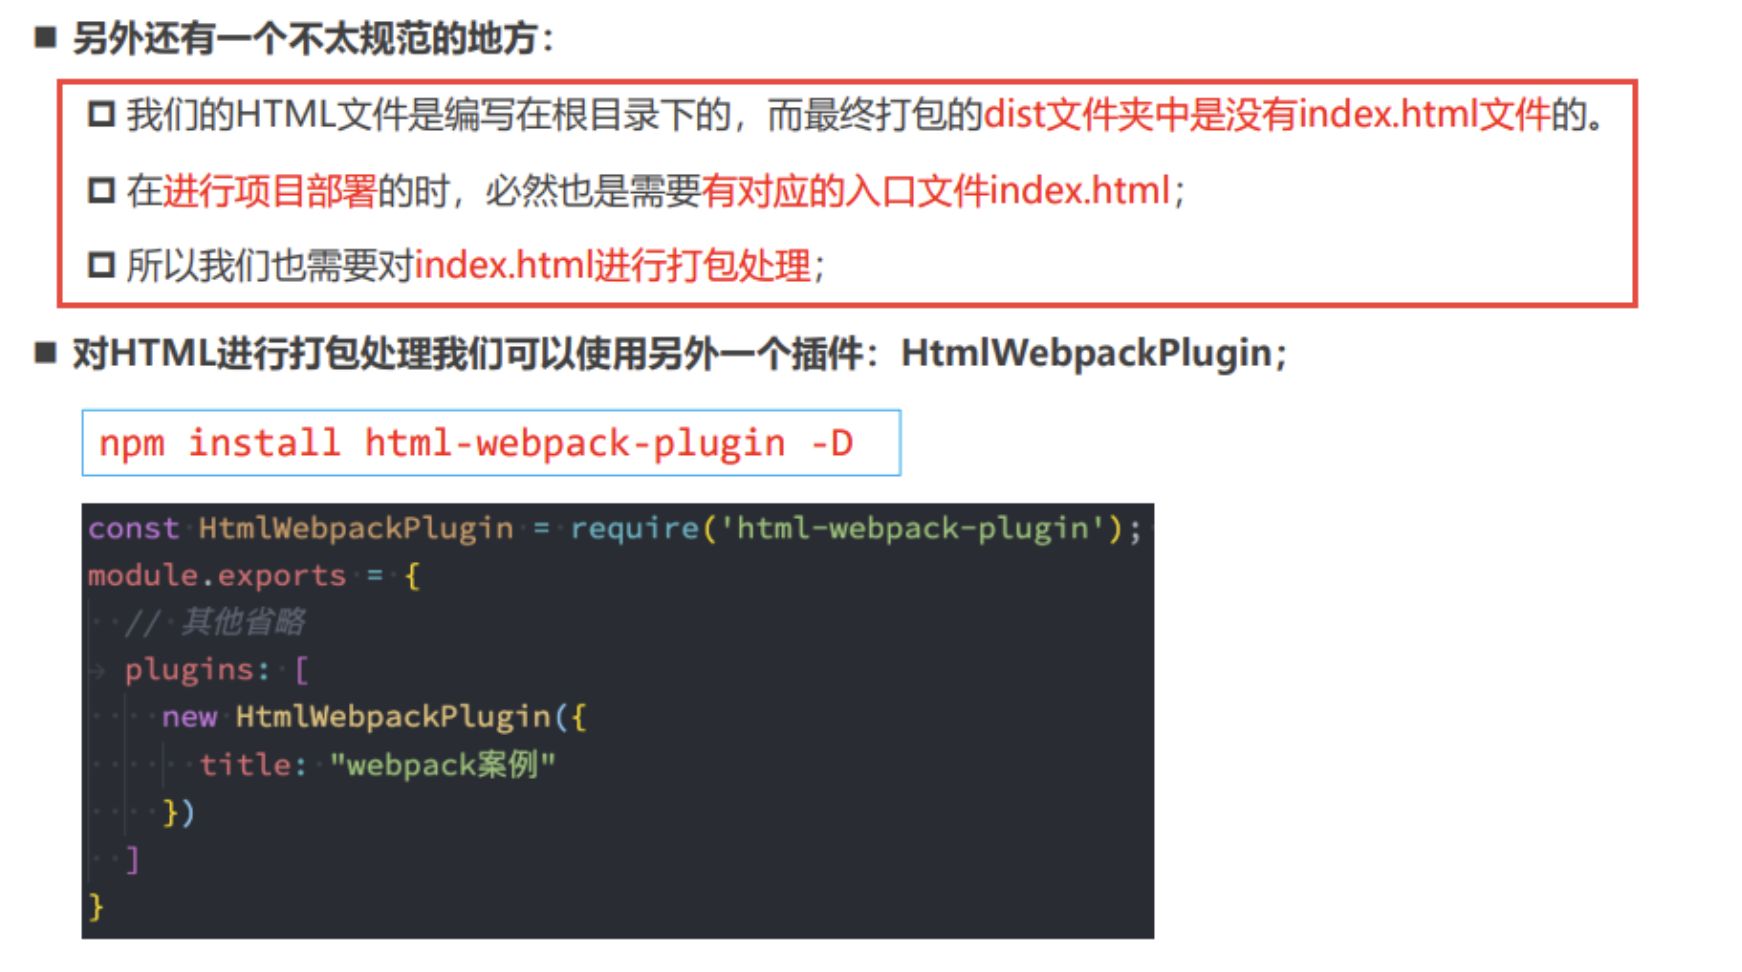 ■ 另外还有一个不太规范的地方：
我们的HTML文件是编写在根目录下的，而最终打包的dist文件夹中是没有index.html文件的。
在进行项目部署的时，必然也是需要有对应的入口文件index.html；
所以我们也需要对index.html进行打包处理；
■ 对HTML进行打包处理我们可以使用另外一个插件：HtmlWebpackPlugin；
npm install html-webpack-plugin -D
const HtmlWebpackPlugin = require('html-webpack-plugin');
module.exports = {
  // 其他省略
  plugins: [
    new HtmlWebpackPlugin({
      title: "webpack案例"
    })
  ]
}